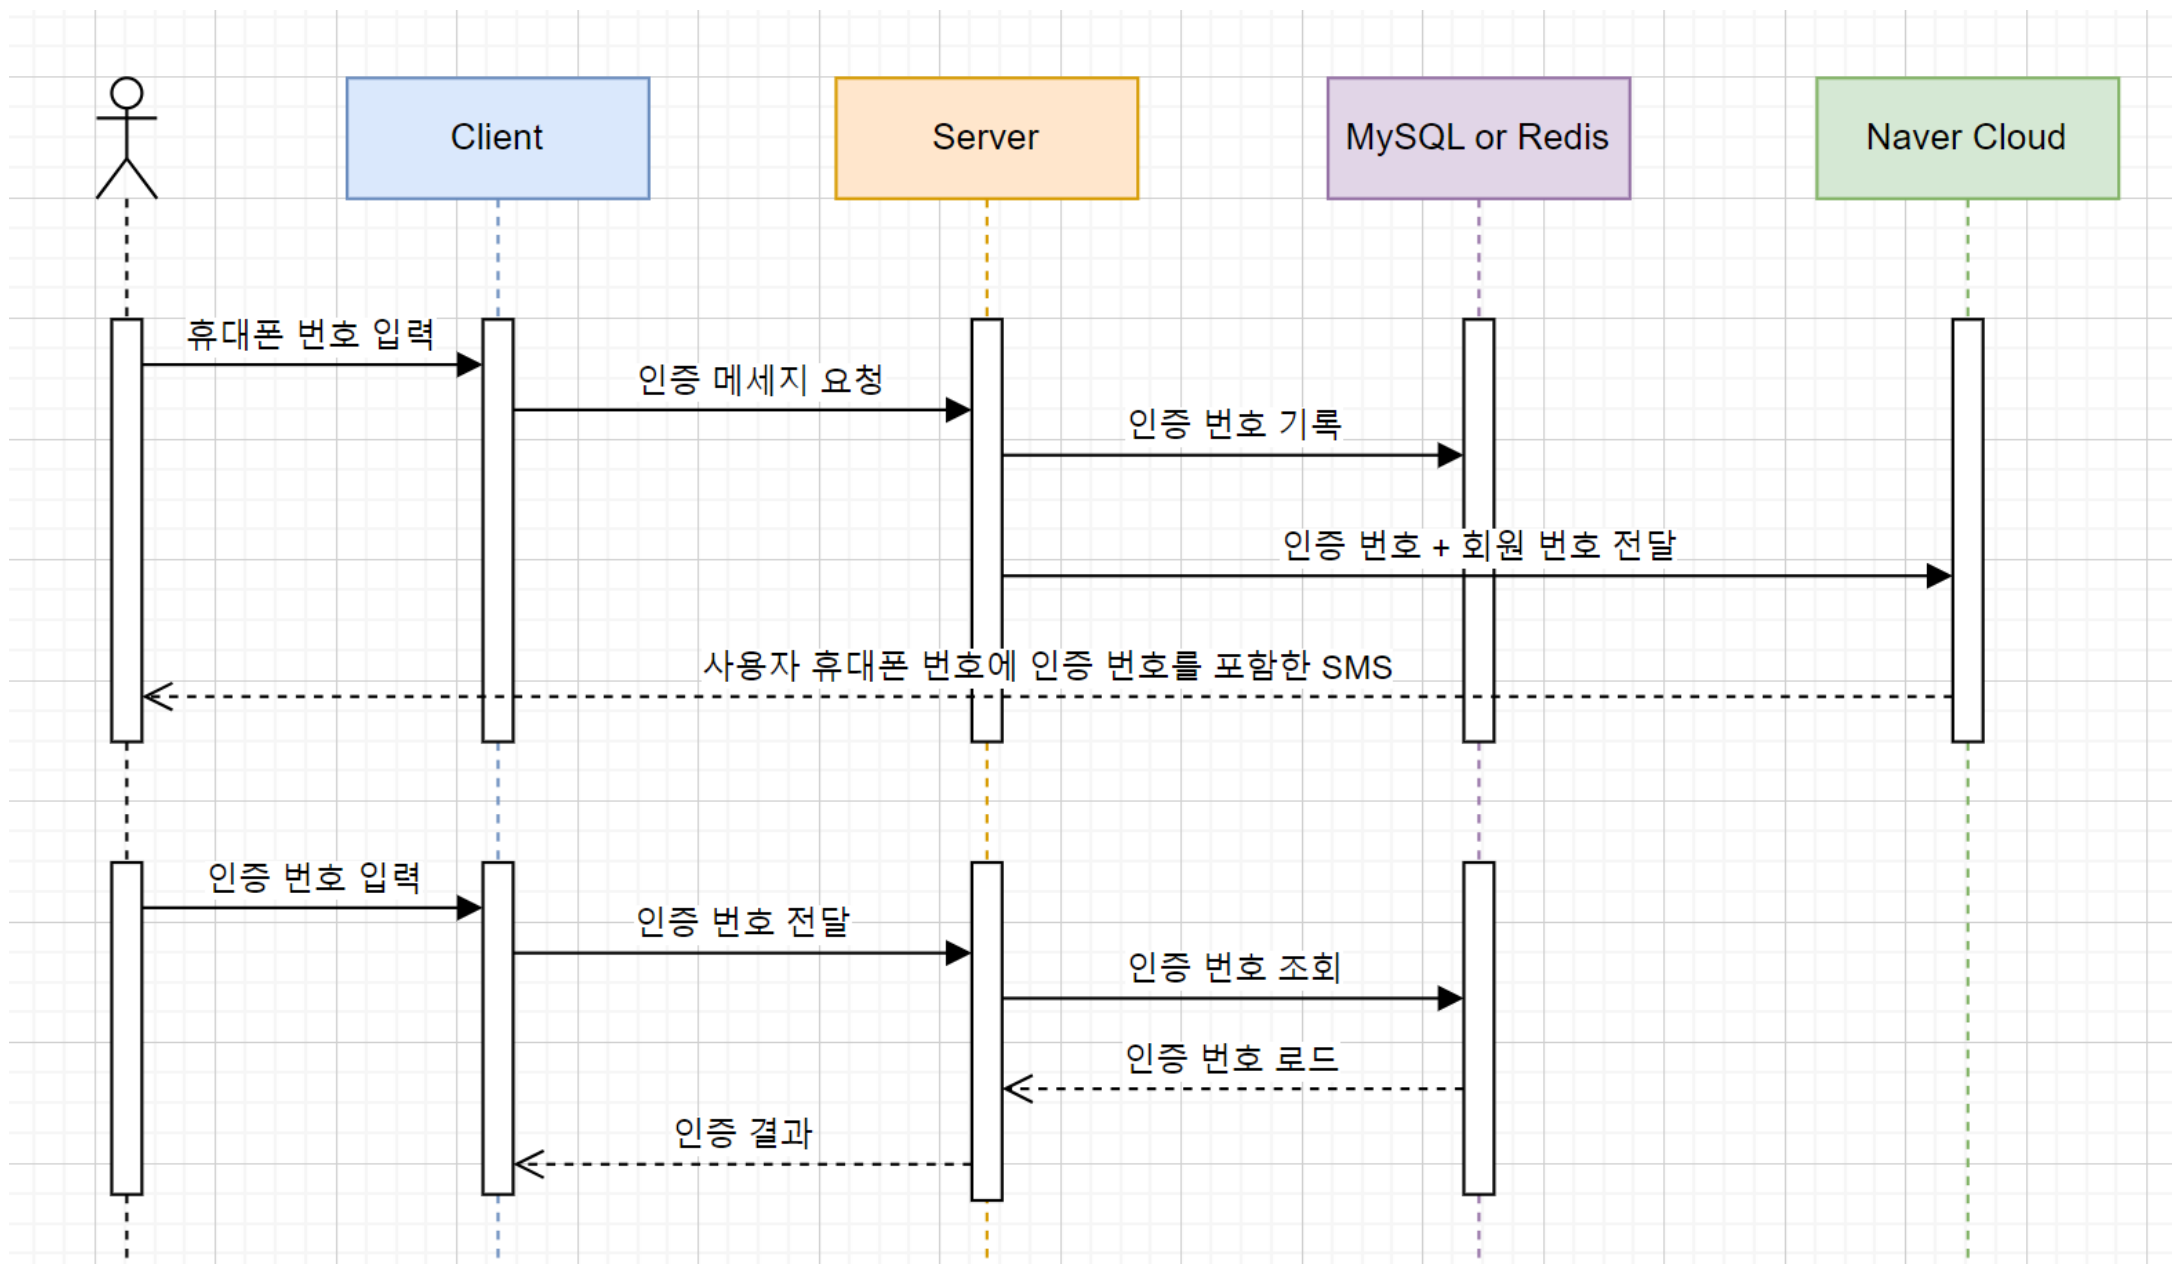 Client
Server
MySQL or Redis
Naver Cloud
휴대폰 번호 입력
인증 메세지 요청
인증 번호 기록
인증 번호 + 회원 번호 전달
사용자 휴대폰 번호에 인증 번호를 포함한 SMS
인증 번호 입력
인증 번호 전달
인증 번호 조회
인증 번호 로드
인증 결과